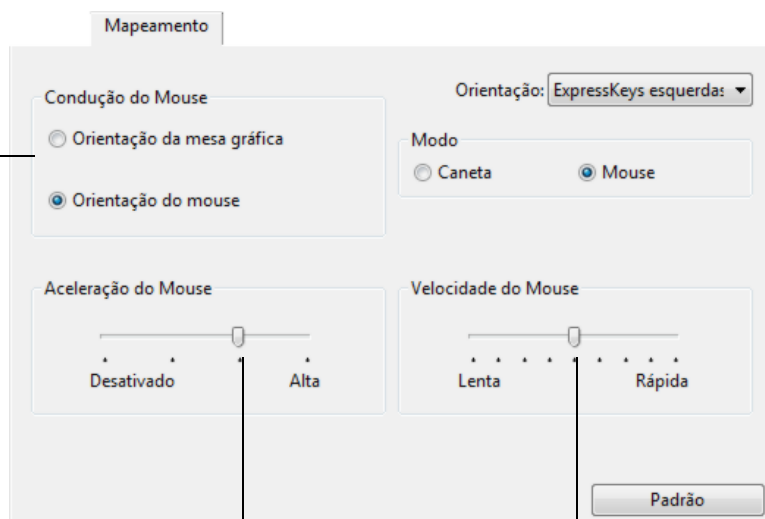 Mapeamento
Condução do Mouse
Orientação da mesa gráfica
Orientação do mouse
Orientação: ExpressKeys esquerdas
Modo
Caneta Mouse
Aceleração do Mouse
Desativado Alta
Velocidade do Mouse
Lenta Rápida
Padrão